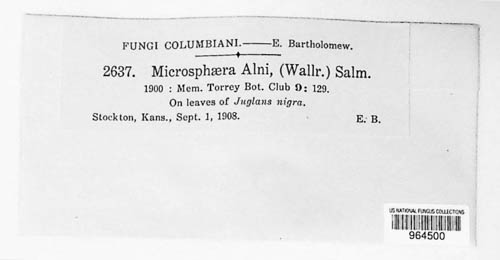 FUNGI COLUMBIANI.——E. Bartholomew.
2637. Microsphæra Alni, (Wallr.) Salm.
1900 : Mem. Torrey Bot. Club 9: 129.
On leaves of Juglans nigra.
Stockton, Kans., Sept. 1, 1908. E. B.
US NATIONAL FUNGUS COLLECTIONS
964500